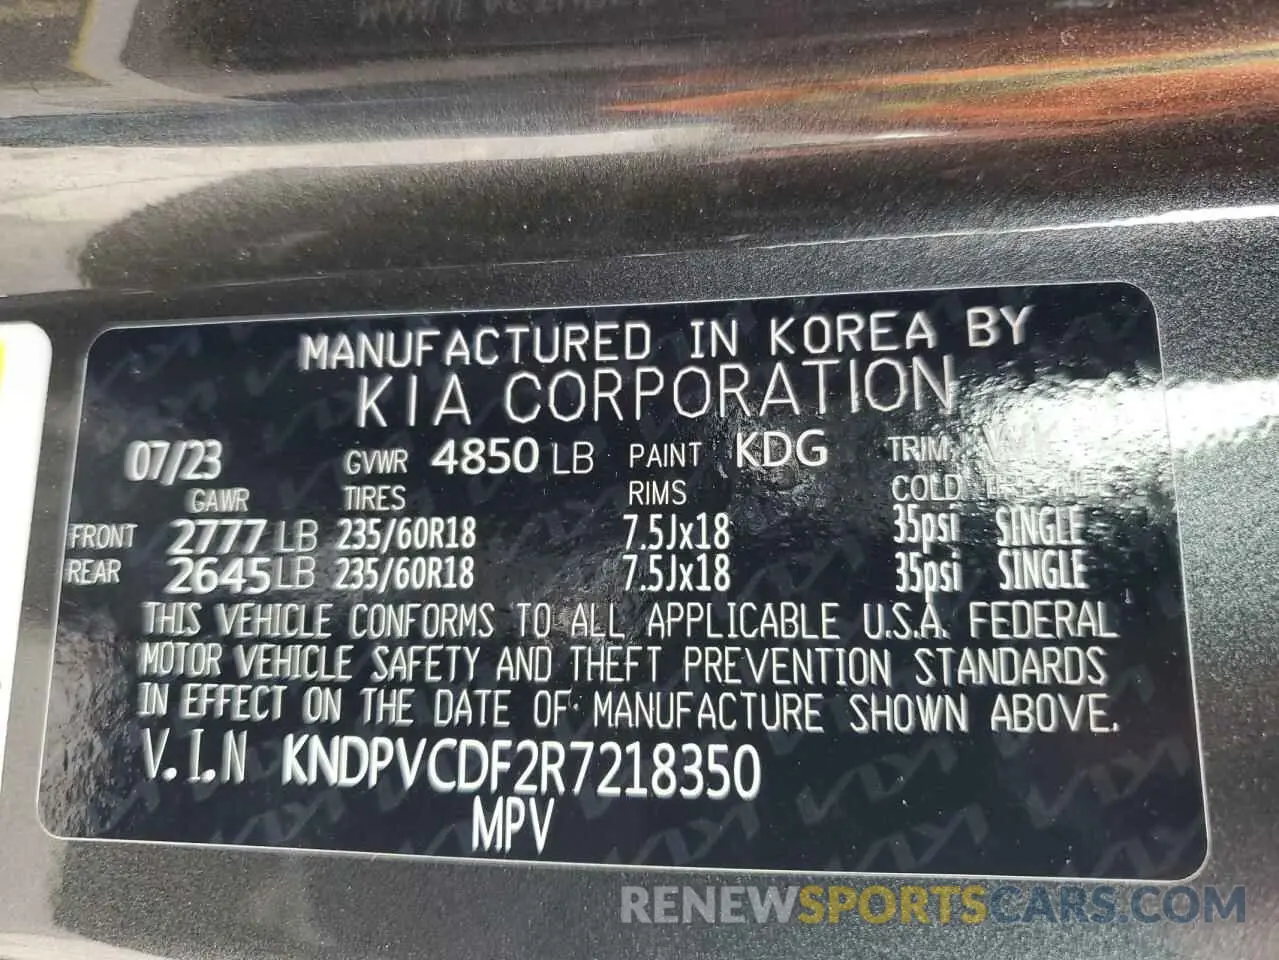 MANUFACTURED IN KOREA BY
KIA CORPORATION
07/23 GVWR 4850 LB PAINT KDG TRIM
GAWR TIRES RIMS COLD
FRONT 2777 LB 235/60R18 7.5Jx18 35psi SINGLE
REAR 2645 LB 235/60R18 7.5Jx18 35psi SINGLE
THIS VEHICLE CONFORMS TO ALL APPLICABLE U.S.A. FEDERAL
MOTOR VEHICLE SAFETY AND THEFT PREVENTION STANDARDS
IN EFFECT ON THE DATE OF MANUFACTURE SHOWN ABOVE.
V.I.N KNDPVCDF2R7218350
MPV
RENEWSPORTSCARS.COM